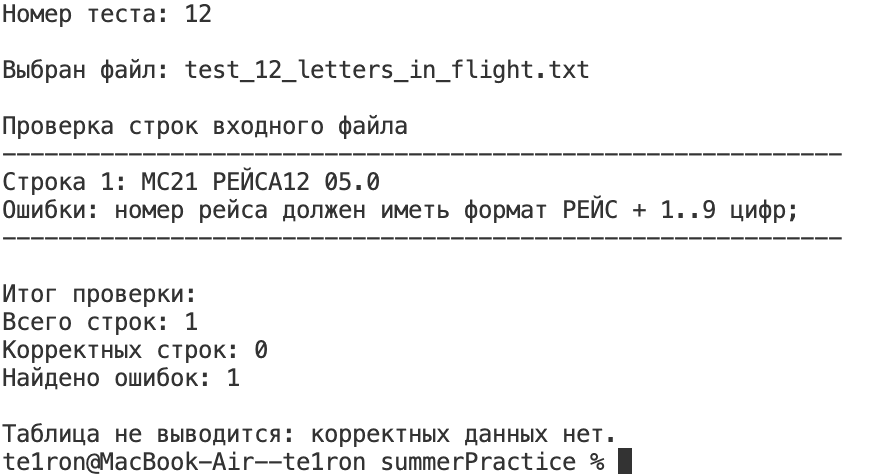 Номер теста: 12
Выбран файл: test_12_letters_in_flight.txt
Проверка строк входного файла
------------------------------------------------------------
Строка 1: МС21 РЕЙСА12 05.0
Ошибки: номер рейса должен иметь формат РЕЙС + 1..9 цифр;
------------------------------------------------------------
Итог проверки:
Всего строк: 1
Корректных строк: 0
Найдено ошибок: 1
Таблица не выводится: корректных данных нет.
te1ron@MacBook-Air--te1ron summerPractice %